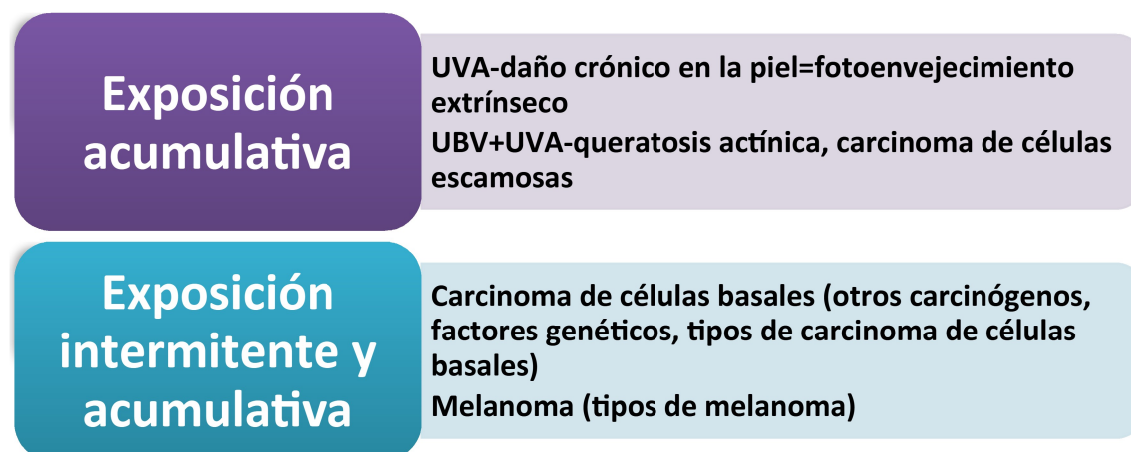 Exposición
acumulativa
UVA-daño crónico en la piel=fotoenvejecimiento
extrínseco
UBV+UVA-queratosis actínica, carcinoma de células
escamosas
Exposición
intermitente y
acumulativa
Carcinoma de células basales (otros carcinógenos,
factores genéticos, tipos de carcinoma de células
basales)
Melanoma (tipos de melanoma)